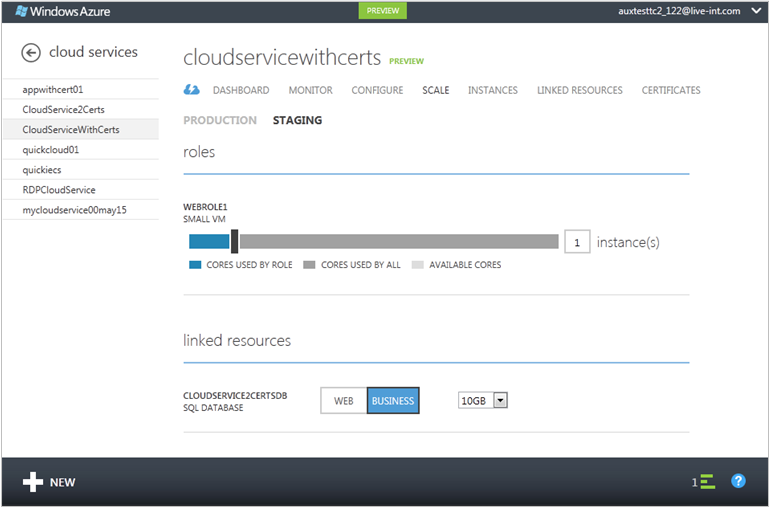 Windows Azure
PREVIEW
auxtesttc2_122@live-int.com
cloud services
appwithcert01
CloudService2Certs
CloudServiceWithCerts
quickcloud01
quickiecs
RDPCloudService
mycloudservice00may15
cloudservicewithcerts PREVIEW
DASHBOARD MONITOR CONFIGURE SCALE INSTANCES LINKED RESOURCES CERTIFICATES
PRODUCTION STAGING
roles
WEBROLE1
SMALL VM
1 instance(s)
CORES USED BY ROLE CORES USED BY ALL AVAILABLE CORES
linked resources
CLOUDSERVICE2CERTSDB
SQL DATABASE
WEB BUSINESS
10GB
NEW
1
?